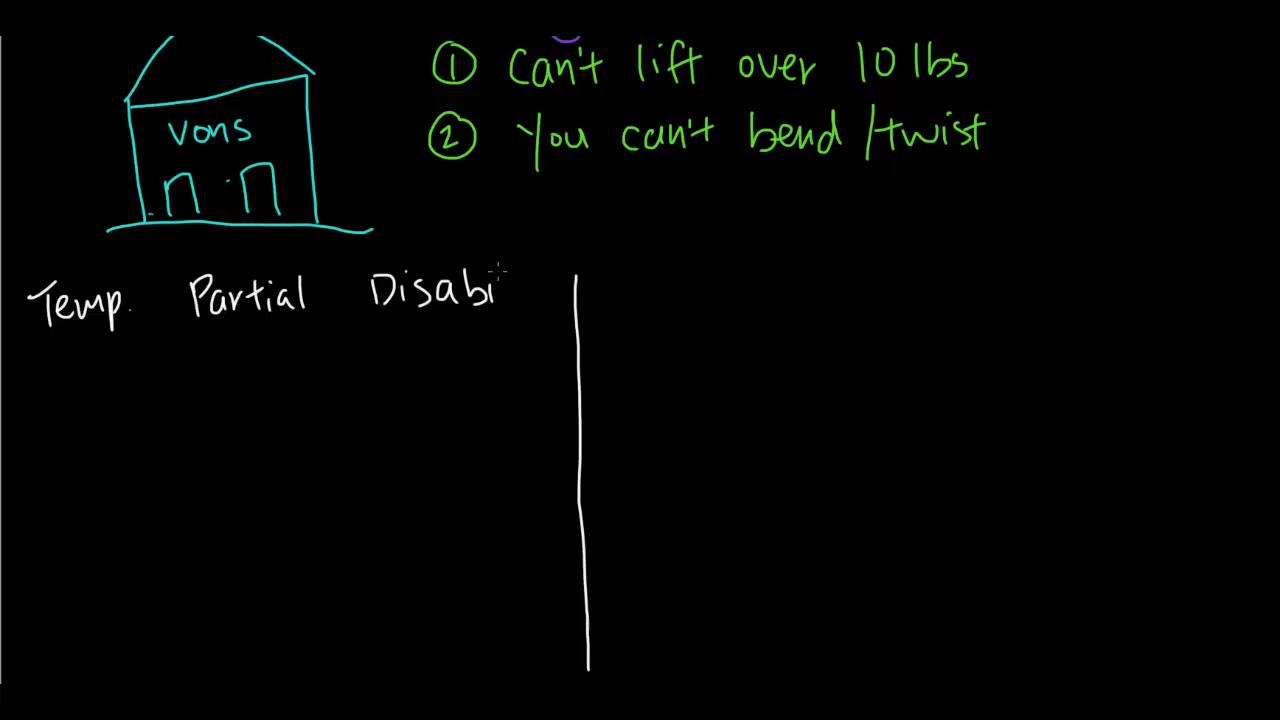 ① Can't lift over 10 lbs
vons
② You can't bend/twist
Temp. Partial Disabi